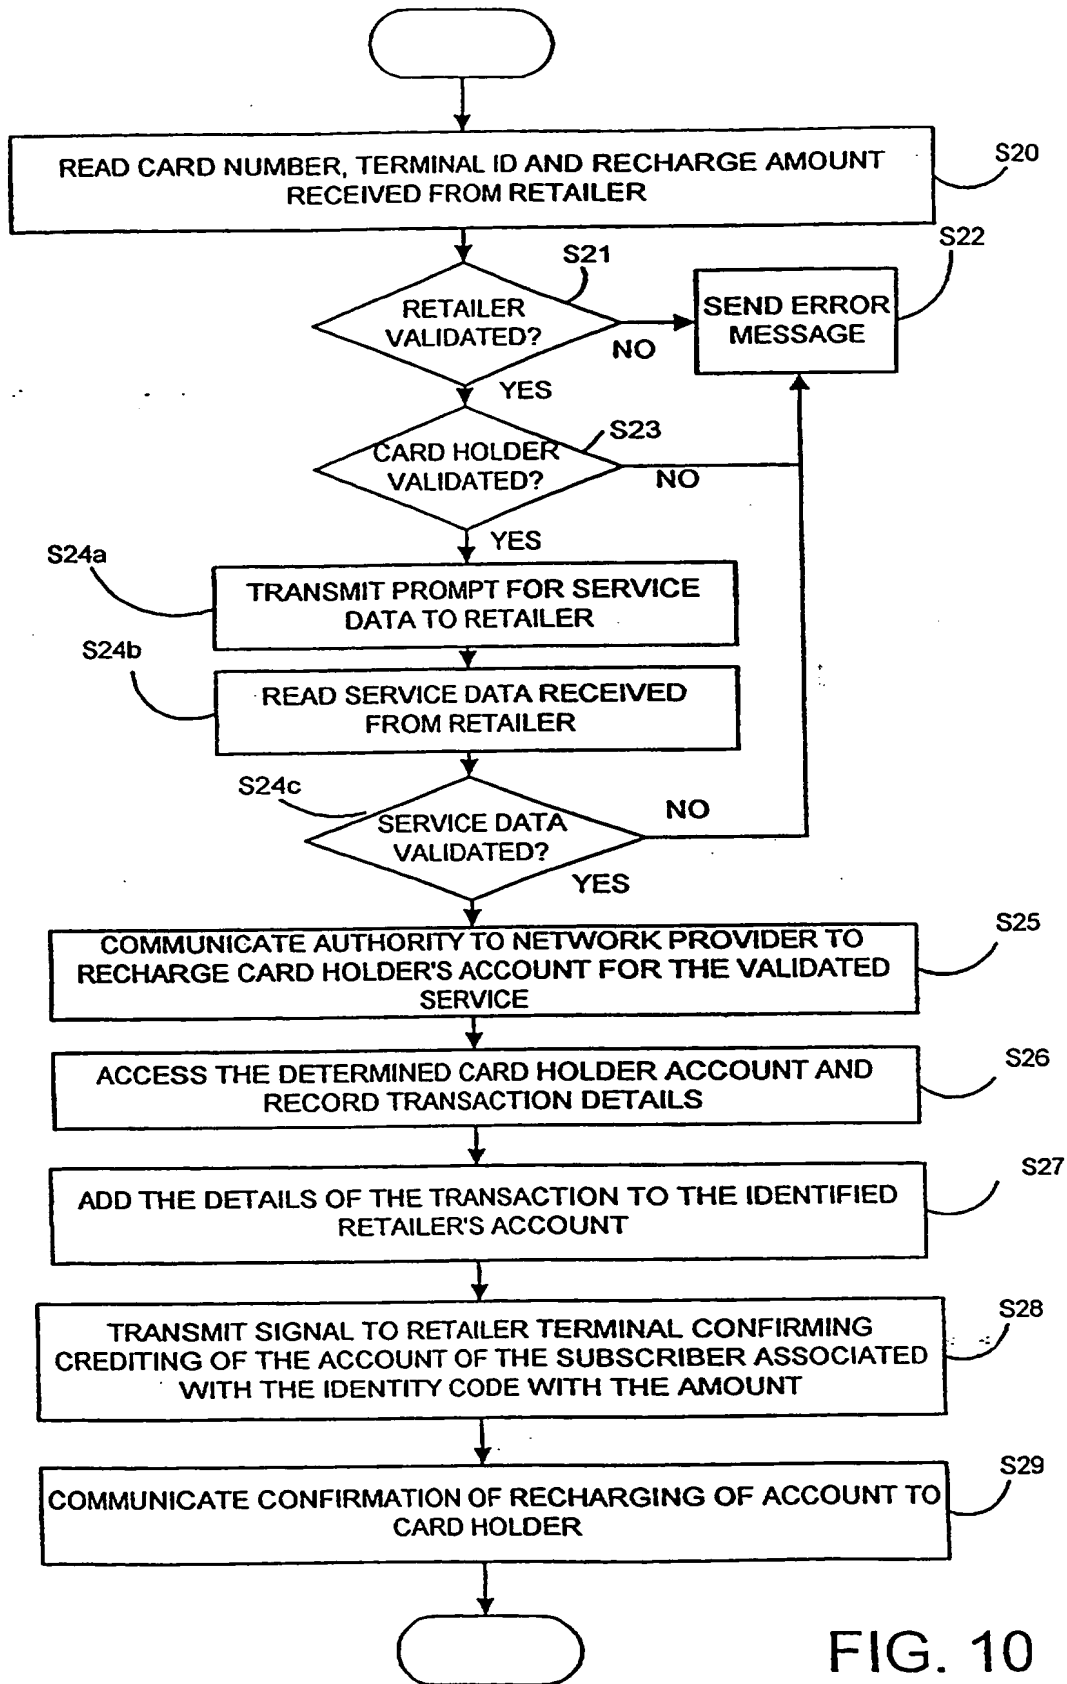 READ CARD NUMBER, TERMINAL ID AND RECHARGE AMOUNT
RECEIVED FROM RETAILER
S20
S21
S22
RETAILER
VALIDATED?
SEND ERROR
MESSAGE
NO
YES
S23
CARD HOLDER
VALIDATED?
NO
YES
S24a
TRANSMIT PROMPT FOR SERVICE
DATA TO RETAILER
S24b
READ SERVICE DATA RECEIVED
FROM RETAILER
S24c
SERVICE DATA
VALIDATED?
NO
YES
S25
COMMUNICATE AUTHORITY TO NETWORK PROVIDER TO
RECHARGE CARD HOLDER'S ACCOUNT FOR THE VALIDATED
SERVICE
S26
ACCESS THE DETERMINED CARD HOLDER ACCOUNT AND
RECORD TRANSACTION DETAILS
S27
ADD THE DETAILS OF THE TRANSACTION TO THE IDENTIFIED
RETAILER'S ACCOUNT
S28
TRANSMIT SIGNAL TO RETAILER TERMINAL CONFIRMING
CREDITING OF THE ACCOUNT OF THE SUBSCRIBER ASSOCIATED
WITH THE IDENTITY CODE WITH THE AMOUNT
S29
COMMUNICATE CONFIRMATION OF RECHARGING OF ACCOUNT TO
CARD HOLDER
FIG. 10